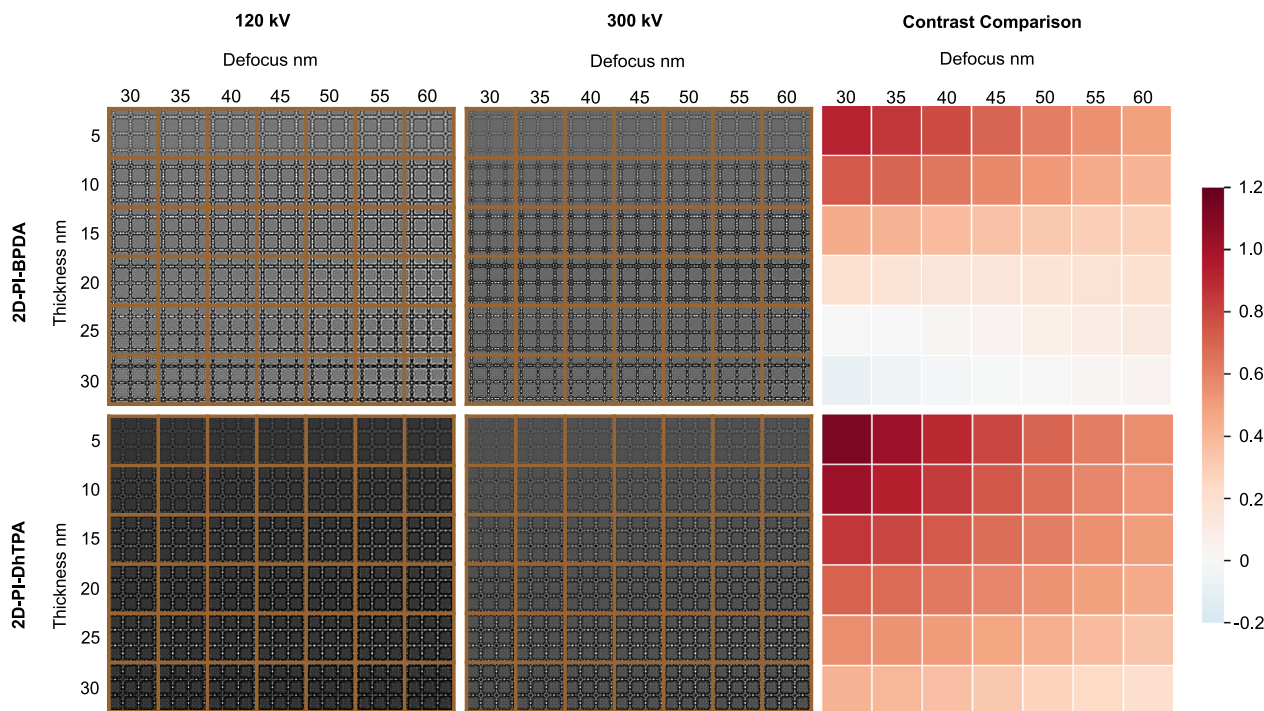 120 kV
300 kV
Contrast Comparison
Defocus nm
Defocus nm
Defocus nm
30 35 40 45 50 55 60
30 35 40 45 50 55 60
30 35 40 45 50 55 60
2D-PI-BPDA
Thickness nm
5
10
15
20
25
30
2D-PI-DhTPA
Thickness nm
5
10
15
20
25
30
1.2
1.0
0.8
0.6
0.4
0.2
0
-0.2